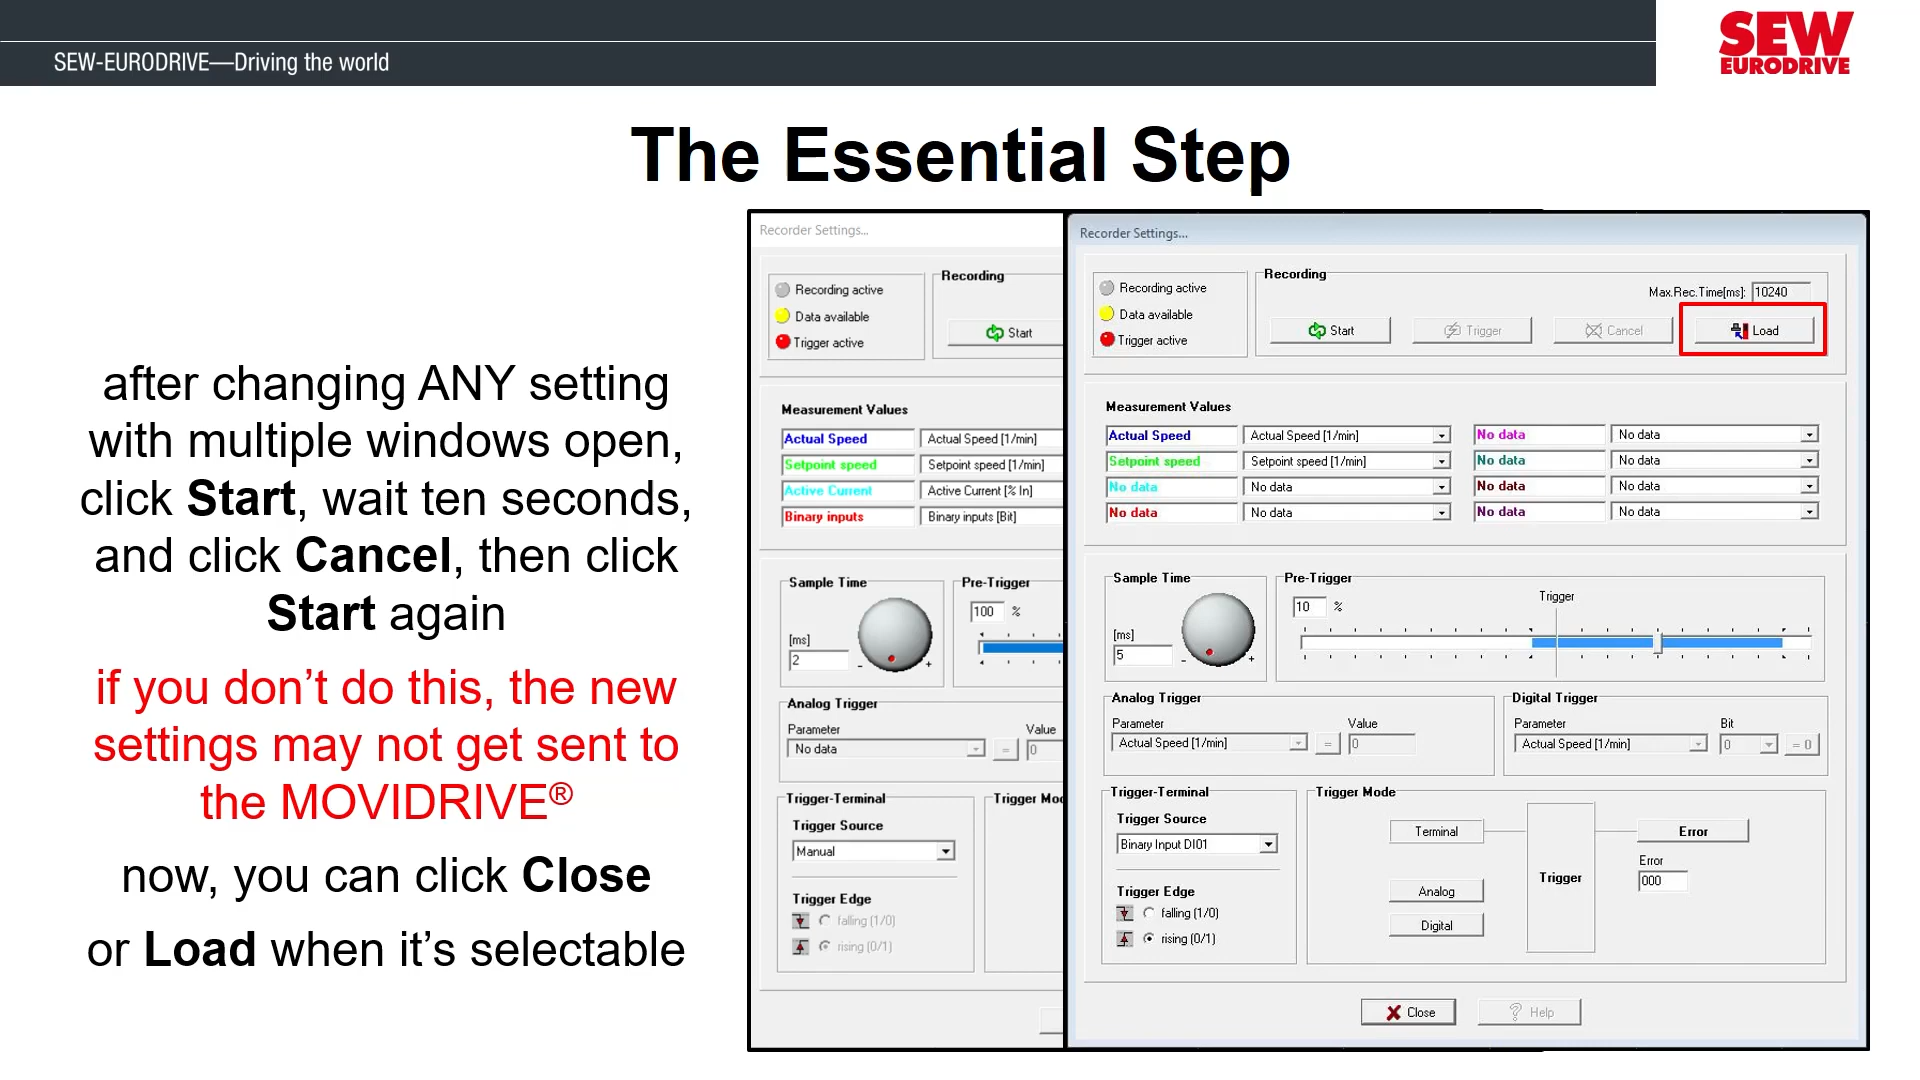 SEW-EURODRIVE—Driving the world
SEW
EURODRIVE
The Essential Step
after changing ANY setting
with multiple windows open,
click Start, wait ten seconds,
and click Cancel, then click
Start again
if you don’t do this, the new
settings may not get sent to
the MOVIDRIVE®
now, you can click Close
or Load when it’s selectable
Recorder Settings...
Recording
Recording active
Data available
Trigger active
Start
Measurement Values
Actual Speed Actual Speed [1/min]
Setpoint speed Setpoint speed [1/min]
Active Current Active Current [% In]
Binary inputs Binary inputs [Bit]
Sample Time
Pre-Trigger
100 %
[ms]
2
- +
Analog Trigger
Parameter Value
No data = 0
Trigger-Terminal
Trigger Source
Manual
Trigger Edge
falling (1/0)
rising (0/1)
Recorder Settings...
Recording
Recording active
Data available
Trigger active
Max.Rec.Time[ms]: 10240
Start Trigger Cancel Load
Measurement Values
Actual Speed Actual Speed [1/min] No data No data
Setpoint speed Setpoint speed [1/min] No data No data
No data No data No data No data
No data No data No data No data
Sample Time
[ms]
5
- +
Pre-Trigger
10 %
Trigger
Analog Trigger
Parameter Value
Actual Speed [1/min] = 0
Digital Trigger
Parameter Bit
Actual Speed [1/min] 0 = 0
Trigger-Terminal
Trigger Source
Binary Input DI01
Trigger Edge
falling (1/0)
rising (0/1)
Trigger Mode
Terminal
Analog
Digital
Trigger
Error
Error
000
Close Help